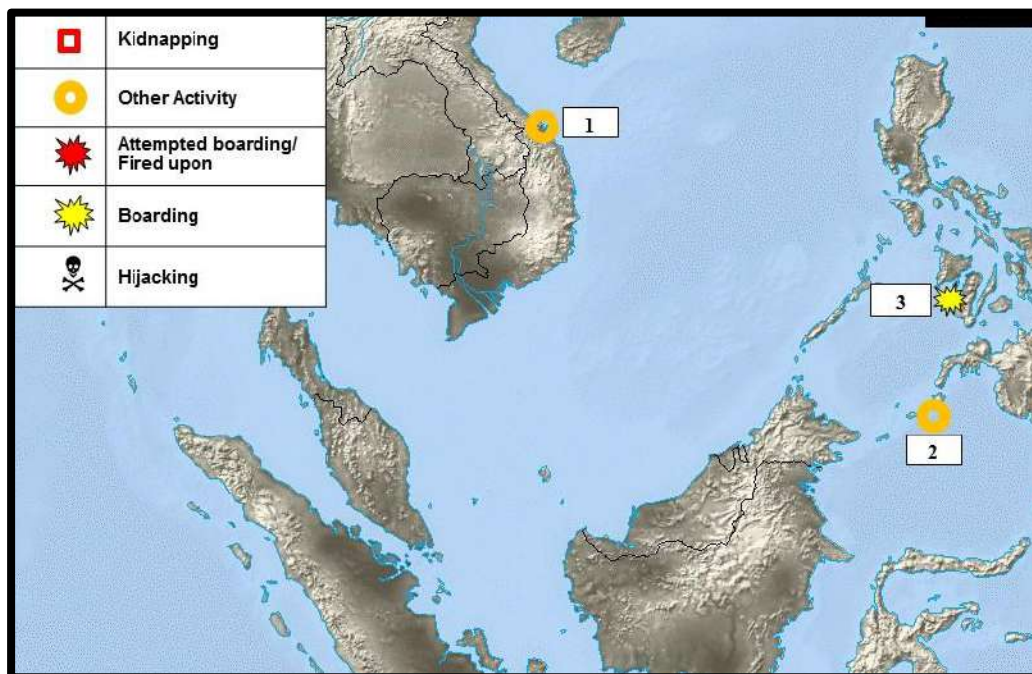 Kidnapping
Other Activity
Attempted boarding/
Fired upon
Boarding
Hijacking
1
3
2